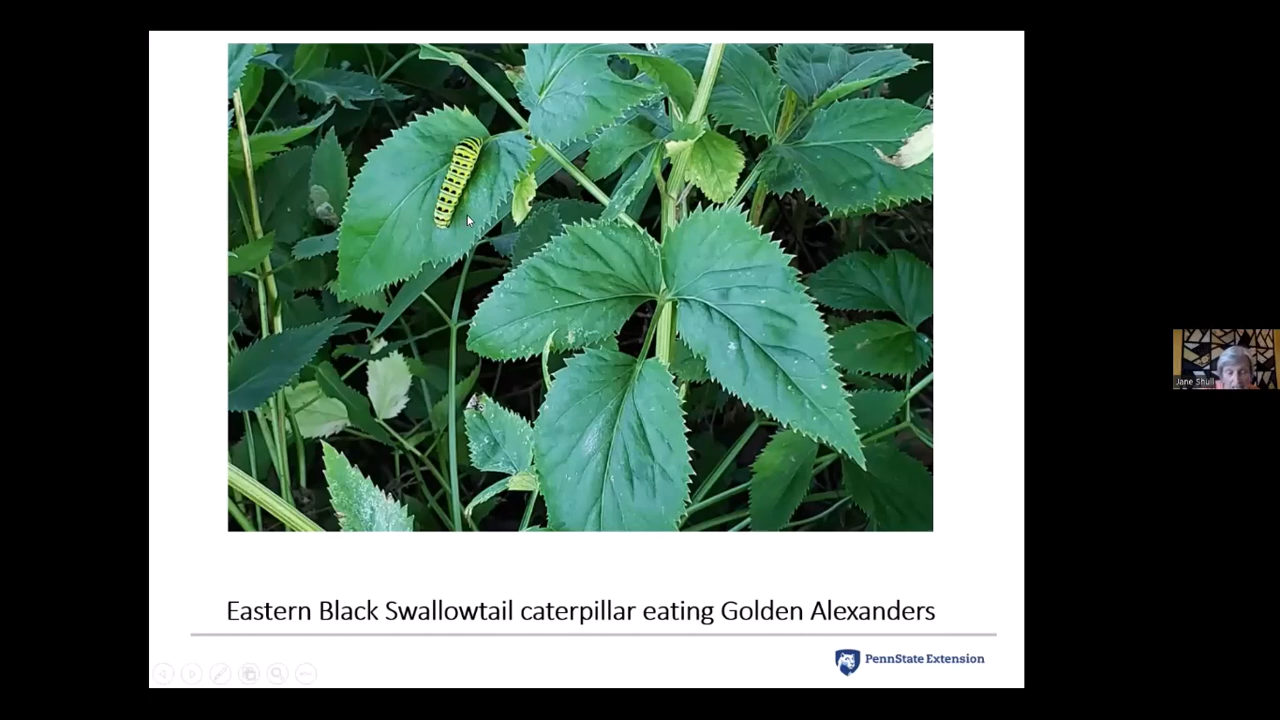 Eastern Black Swallowtail caterpillar eating Golden Alexanders
PennState Extension
Jane Shull